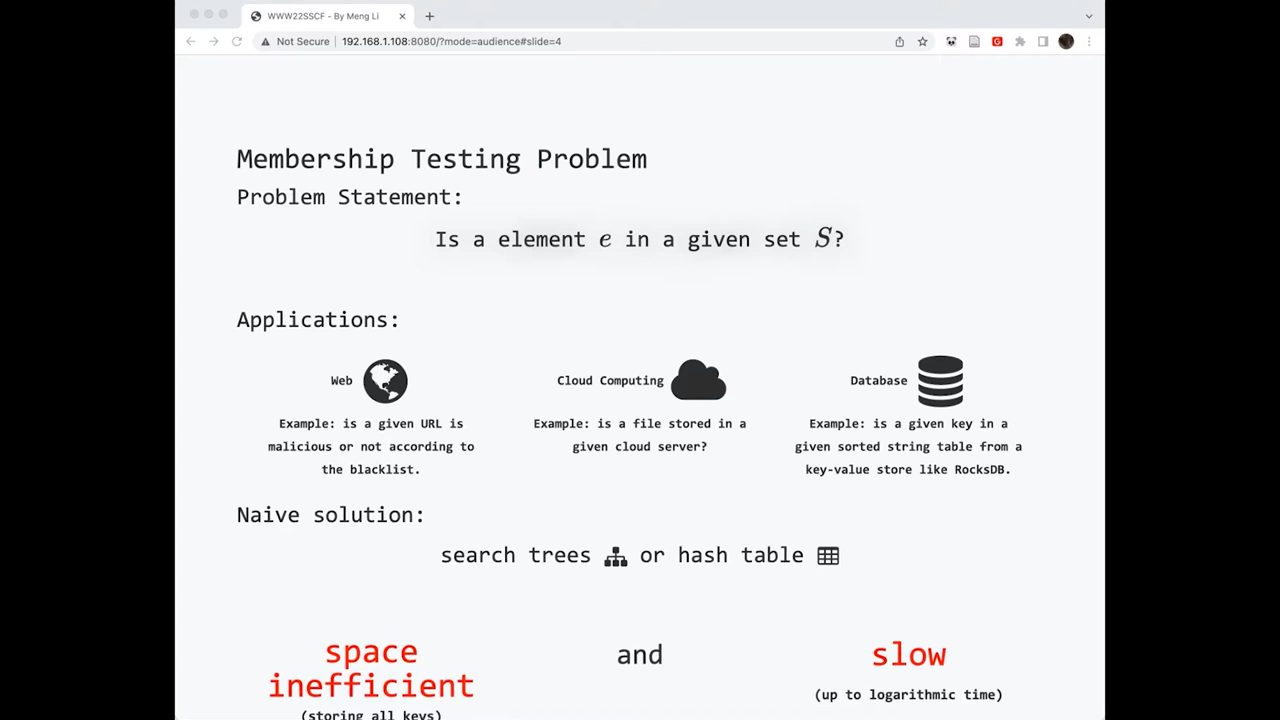 WWW22SSCF - By Meng Li
Not Secure
192.168.1.108:8080/?mode=audience#slide=4
Membership Testing Problem
Problem Statement:
Is a element e in a given set S?
Applications:
Web
Cloud Computing
Database
Example: is a given URL is
malicious or not according to
the blacklist.
Example: is a file stored in a
given cloud server?
Example: is a given key in a
given sorted string table from a
key-value store like RocksDB.
Naive solution:
search trees or hash table
space
inefficient
(storing all keys)
and
slow
(up to logarithmic time)